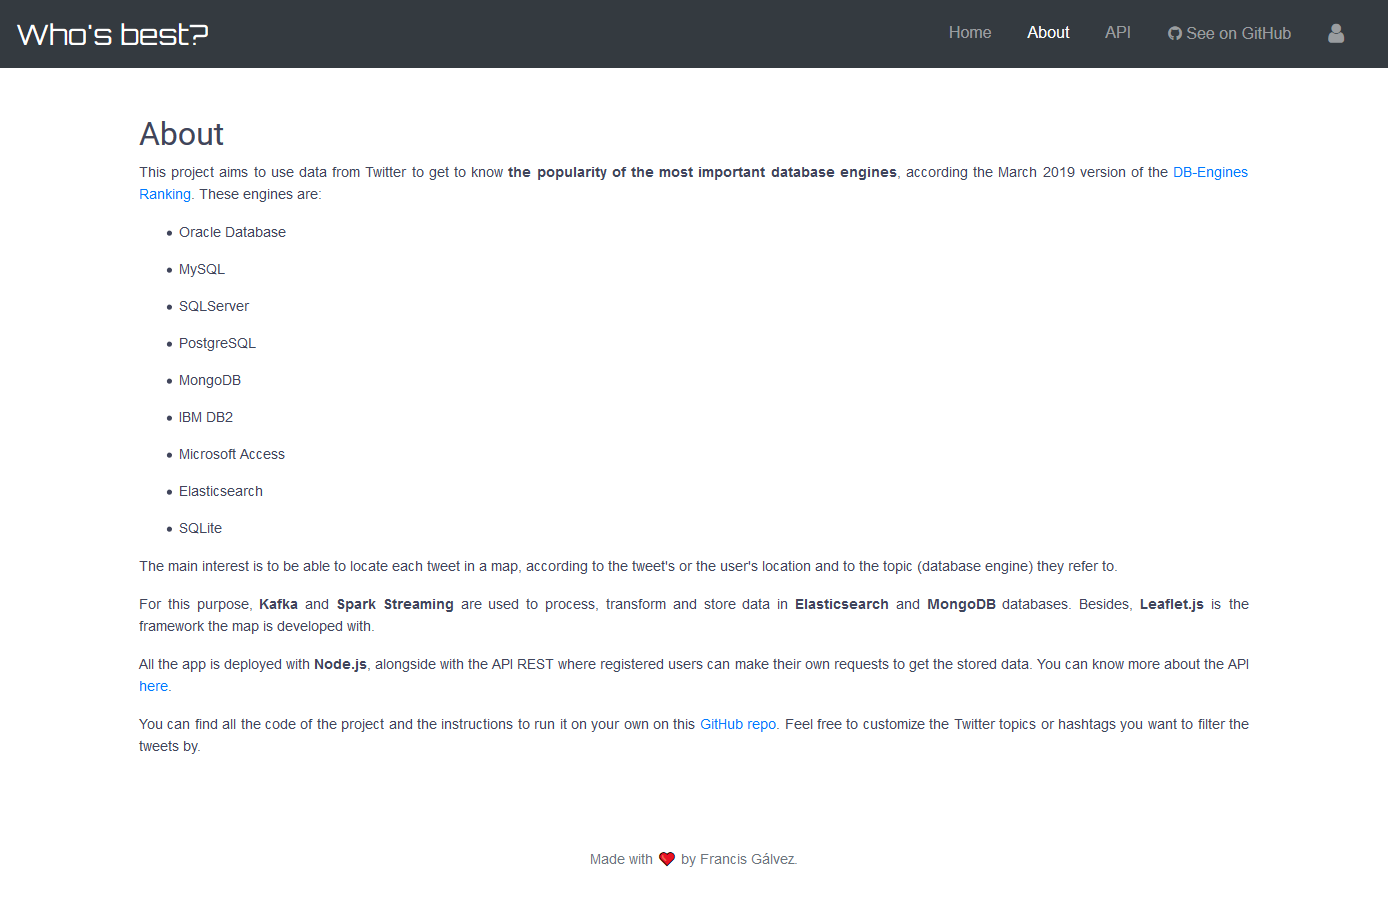 Who's best?
Home About API See on GitHub
About
This project aims to use data from Twitter to get to know the popularity of the most important database engines, according the March 2019 version of the DB-Engines
Ranking. These engines are:
Oracle Database
MySQL
SQLServer
PostgreSQL
MongoDB
IBM DB2
Microsoft Access
Elasticsearch
SQLite
The main interest is to be able to locate each tweet in a map, according to the tweet's or the user's location and to the topic (database engine) they refer to.
For this purpose, Kafka and Spark Streaming are used to process, transform and store data in Elasticsearch and MongoDB databases. Besides, Leaflet.js is the
framework the map is developed with.
All the app is deployed with Node.js, alongside with the API REST where registered users can make their own requests to get the stored data. You can know more about the API
here.
You can find all the code of the project and the instructions to run it on your own on this GitHub repo. Feel free to customize the Twitter topics or hashtags you want to filter the
tweets by.
Made with ❤ by Francis Gálvez.